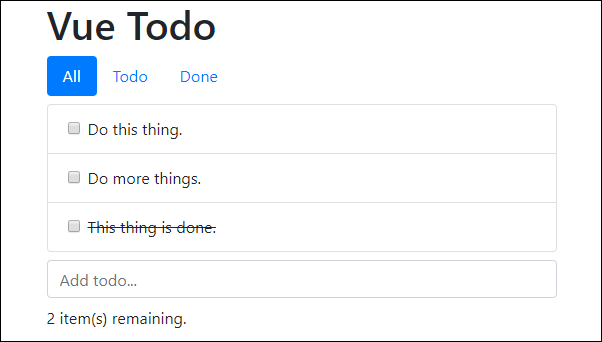 Vue Todo
All Todo Done
Do this thing.
Do more things.
This thing is done.
Add todo...
2 item(s) remaining.